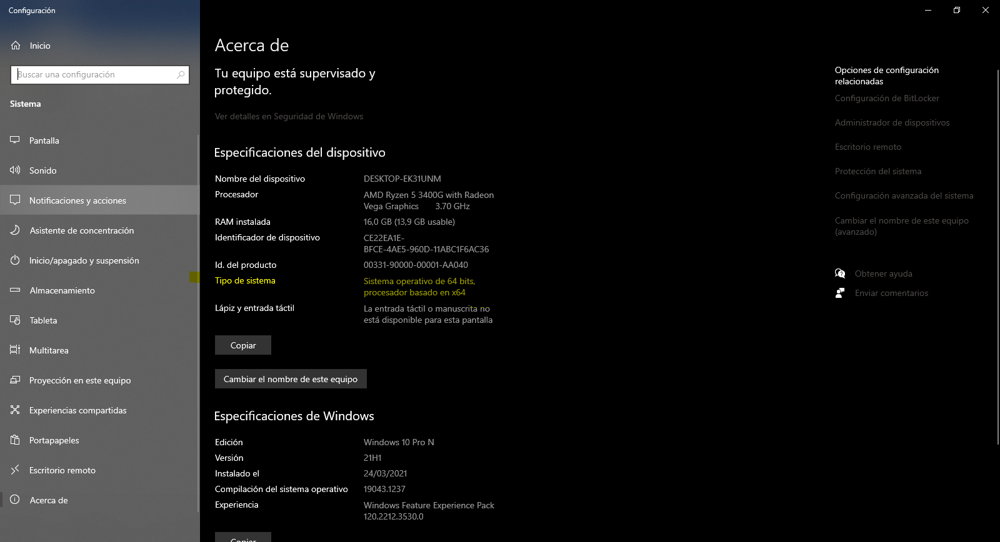 Configuración
Inicio
Buscar una configuración
Sistema
Pantalla
Sonido
Notificaciones y acciones
Asistente de concentración
Inicio/apagado y suspensión
Almacenamiento
Tableta
Multitarea
Proyección en este equipo
Experiencias compartidas
Portapapeles
Escritorio remoto
Acerca de
Acerca de
Tu equipo está supervisado y
protegido.
Ver detalles en Seguridad de Windows
Especificaciones del dispositivo
Nombre del dispositivo DESKTOP-EK31UNM
Procesador AMD Ryzen 5 3400G with Radeon
Vega Graphics 3.70 GHz
RAM instalada 16,0 GB (13,9 GB usable)
Identificador de dispositivo CE22EA1E-
BFCE-4AE5-960D-11ABC1F6AC36
Id. del producto 00331-90000-00001-AA040
Tipo de sistema Sistema operativo de 64 bits,
procesador basado en x64
Lápiz y entrada táctil La entrada táctil o manuscrita no
está disponible para esta pantalla
Copiar
Cambiar el nombre de este equipo
Especificaciones de Windows
Edición Windows 10 Pro N
Versión 21H1
Instalado el 24/03/2021
Compilación del sistema operativo 19043.1237
Experiencia Windows Feature Experience Pack
120.2212.3530.0
Copiar
Opciones de configuración
relacionadas
Configuración de BitLocker
Administrador de dispositivos
Escritorio remoto
Protección del sistema
Configuración avanzada del sistema
Cambiar el nombre de este equipo
(avanzado)
Obtener ayuda
Enviar comentarios